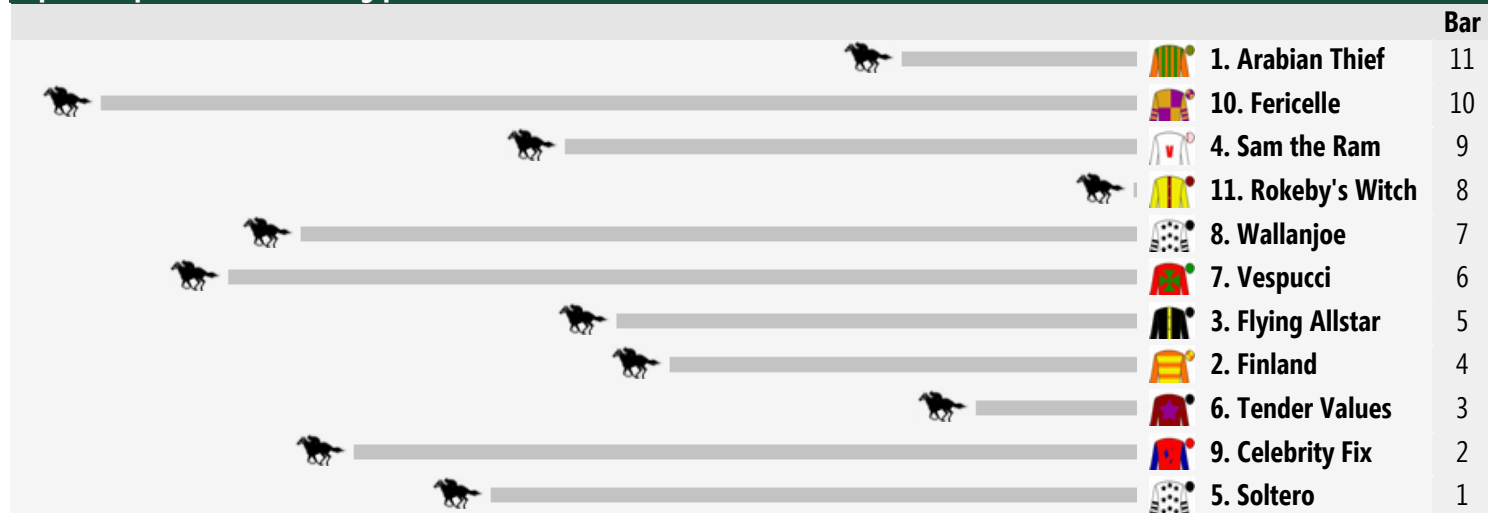 Bar
1. Arabian Thief 11
10. Fericelle 10
4. Sam the Ram 9
11. Rokeby's Witch 8
8. Wallanjoe 7
7. Vespucci 6
3. Flying Allstar 5
2. Finland 4
6. Tender Values 3
9. Celebrity Fix 2
5. Soltero 1